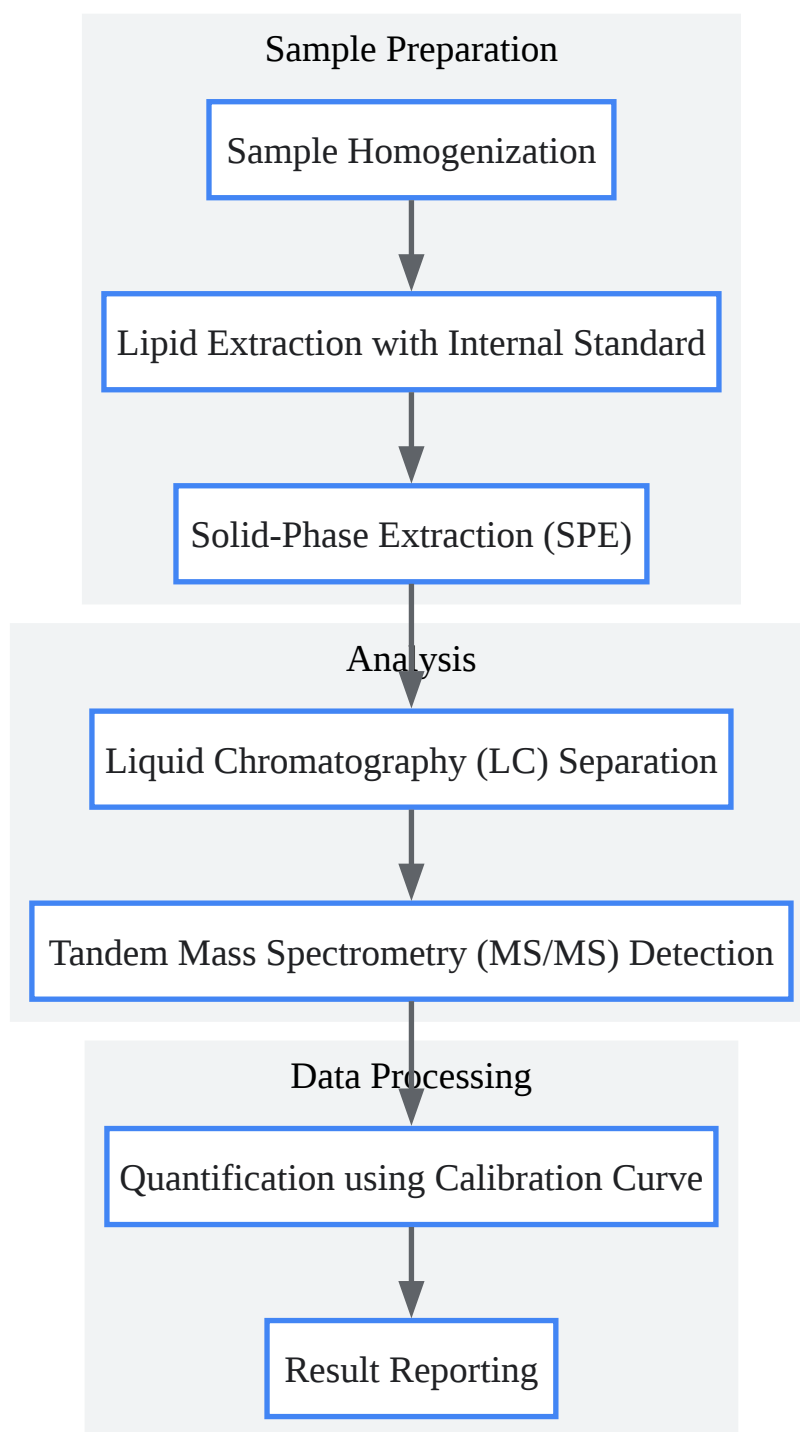 Sample Preparation
Sample Homogenization
Lipid Extraction with Internal Standard
Solid-Phase Extraction (SPE)
Analysis
Liquid Chromatography (LC) Separation
Tandem Mass Spectrometry (MS/MS) Detection
Data Processing
Quantification using Calibration Curve
Result Reporting